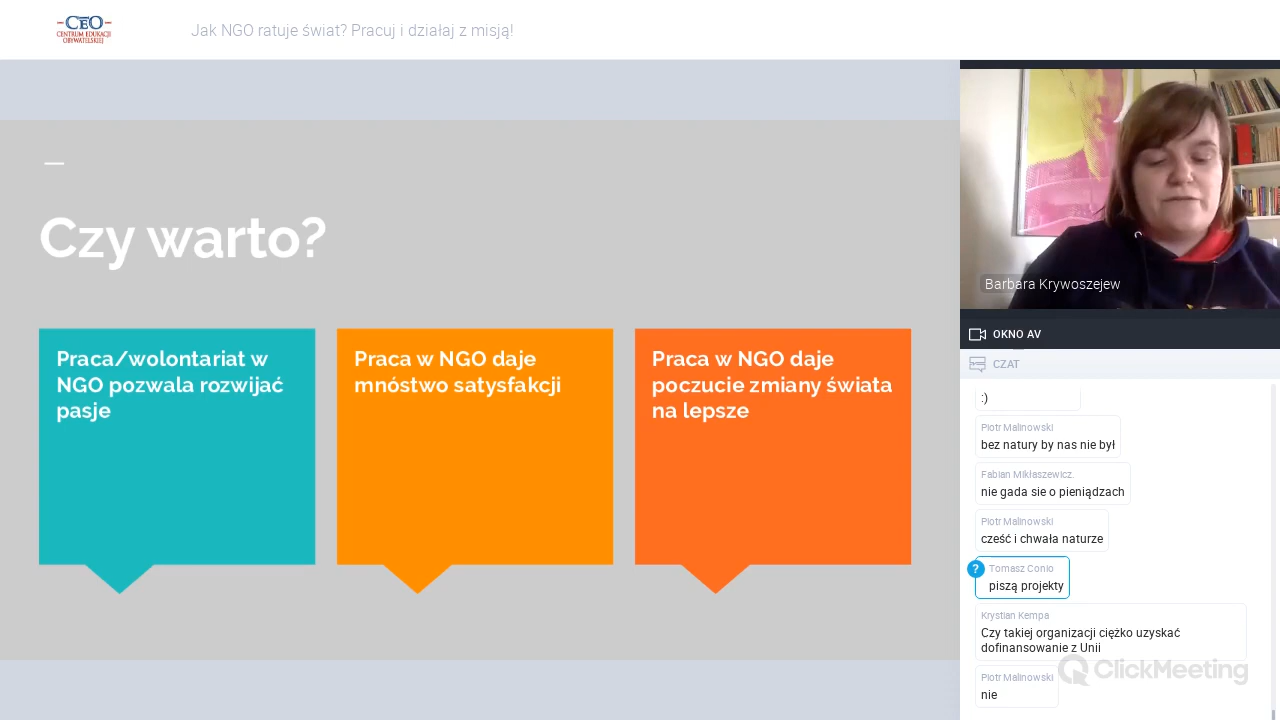 CEO
CENTRUM EDUKACJI
OBYWATELSKIEJ
Jak NGO ratuje świat? Pracuj i działaj z misją!
Czy warto?
Praca/wolontariat w
NGO pozwala rozwijać
pasje
Praca w NGO daje
mnóstwo satysfakcji
Praca w NGO daje
poczucie zmiany świata
na lepsze
Barbara Krywoszejew
OKNO AV
CZAT
:)
Piotr Malinowski
bez natury by nas nie był
Fabian Mikłaszewicz.
nie gada sie o pieniądzach
Piotr Malinowski
cześć i chwała naturze
?
Tomasz Conio
piszą projekty
Krystian Kempa
Czy takiej organizacji ciężko uzyskać
dofinansowanie z Unii
Piotr Malinowski
nie
ClickMeeting